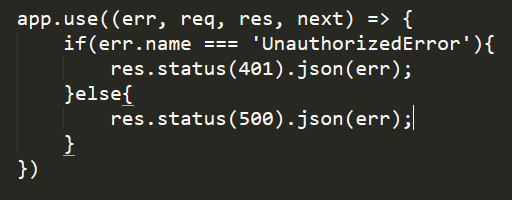 app.use((err, req, res, next) => {
    if(err.name === 'UnauthorizedError'){
        res.status(401).json(err);
    }else{
        res.status(500).json(err);
    }
})